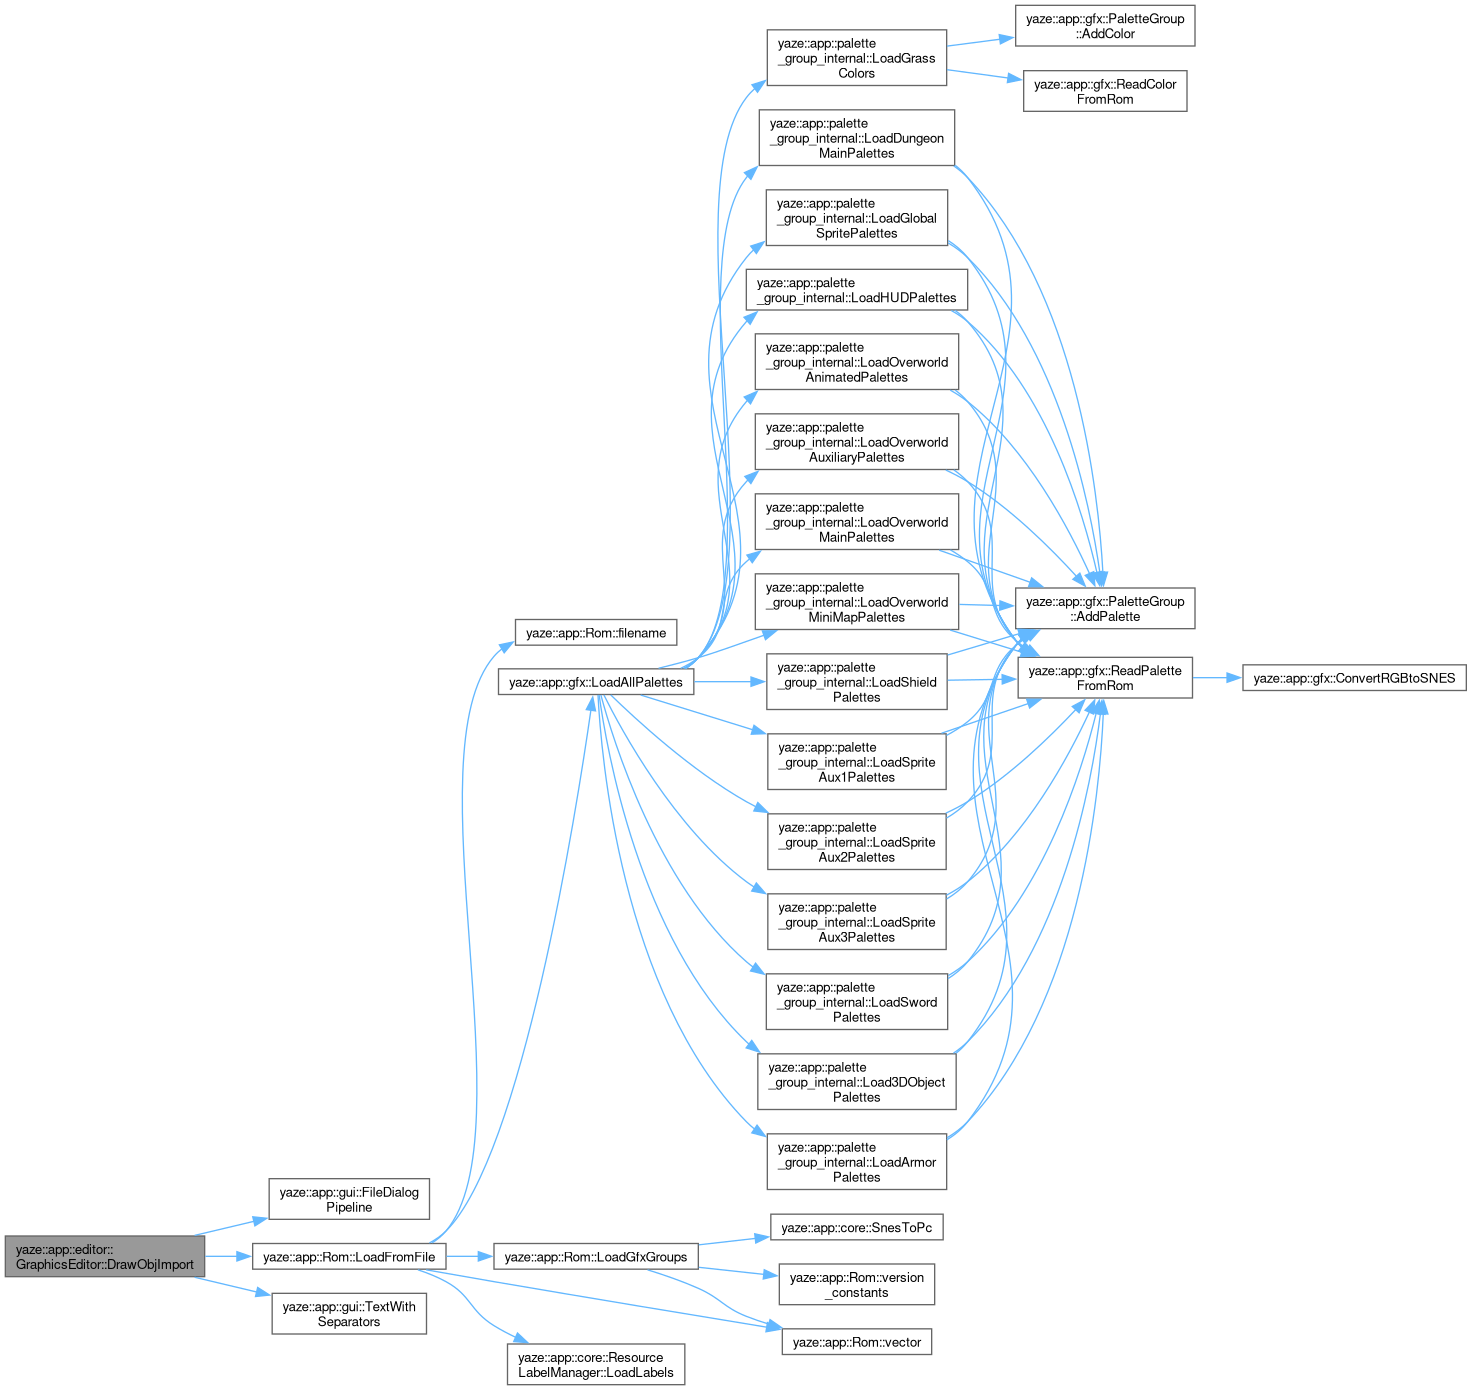 yaze::app::gfx::PaletteGroup
::AddColor
yaze::app::palette
_group_internal::LoadGrass
Colors
yaze::app::gfx::ReadColor
FromRom
yaze::app::palette
_group_internal::LoadDungeon
MainPalettes
yaze::app::palette
_group_internal::LoadGlobal
SpritePalettes
yaze::app::palette
_group_internal::LoadHUDPalettes
yaze::app::palette
_group_internal::LoadOverworld
AnimatedPalettes
yaze::app::palette
_group_internal::LoadOverworld
AuxiliaryPalettes
yaze::app::palette
_group_internal::LoadOverworld
MainPalettes
yaze::app::palette
_group_internal::LoadOverworld
MiniMapPalettes
yaze::app::gfx::PaletteGroup
::AddPalette
yaze::app::Rom::filename
yaze::app::gfx::LoadAllPalettes
yaze::app::palette
_group_internal::LoadShield
Palettes
yaze::app::gfx::ReadPalette
FromRom
yaze::app::gfx::ConvertRGBtoSNES
yaze::app::palette
_group_internal::LoadSprite
Aux1Palettes
yaze::app::palette
_group_internal::LoadSprite
Aux2Palettes
yaze::app::palette
_group_internal::LoadSprite
Aux3Palettes
yaze::app::palette
_group_internal::LoadSword
Palettes
yaze::app::palette
_group_internal::Load3DObject
Palettes
yaze::app::palette
_group_internal::LoadArmor
Palettes
yaze::app::gui::FileDialog
Pipeline
yaze::app::editor::
GraphicsEditor::DrawObjImport
yaze::app::Rom::LoadFromFile
yaze::app::Rom::LoadGfxGroups
yaze::app::core::SnesToPc
yaze::app::Rom::version
_constants
yaze::app::gui::TextWith
Separators
yaze::app::Rom::vector
yaze::app::core::Resource
LabelManager::LoadLabels